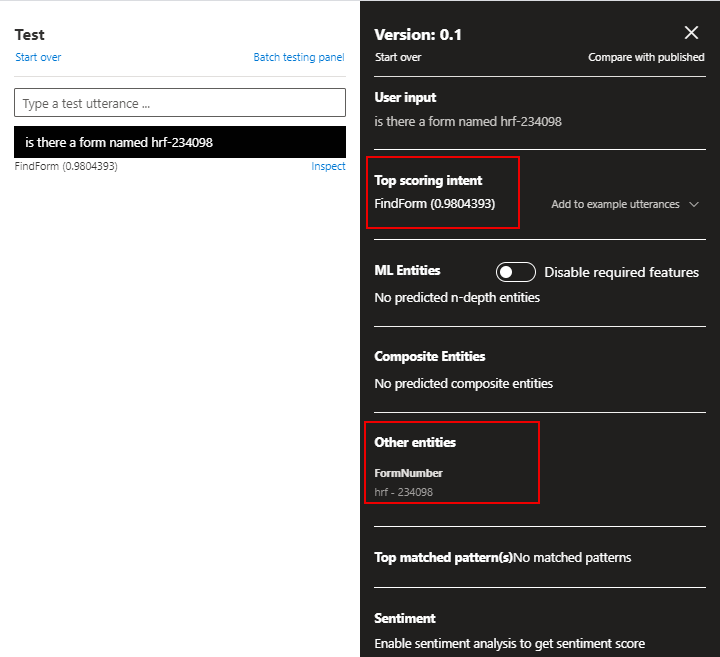 Test
Start over
Batch testing panel
Type a test utterance ...
is there a form named hrf-234098
FindForm (0.9804393)
Inspect
Version: 0.1
Start over
Compare with published
User input
is there a form named hrf-234098
Top scoring intent
FindForm (0.9804393)
Add to example utterances
ML Entities
Disable required features
No predicted n-depth entities
Composite Entities
No predicted composite entities
Other entities
FormNumber
hrf - 234098
Top matched pattern(s)No matched patterns
Sentiment
Enable sentiment analysis to get sentiment score